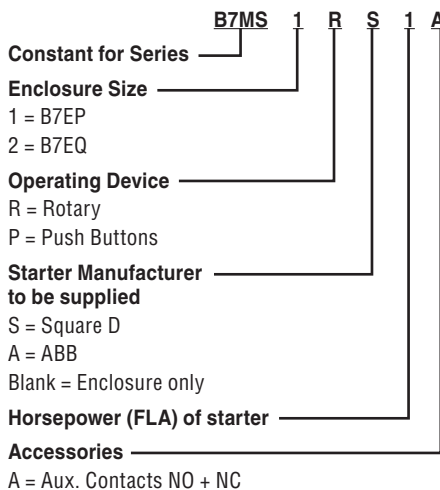 B7MS 1 R S 1 A
Constant for Series
Enclosure Size
1 = B7EP
2 = B7EQ
Operating Device
R = Rotary
P = Push Buttons
Starter Manufacturer
to be supplied
S = Square D
A = ABB
Blank = Enclosure only
Horsepower (FLA) of starter
Accessories
A = Aux. Contacts NO + NC